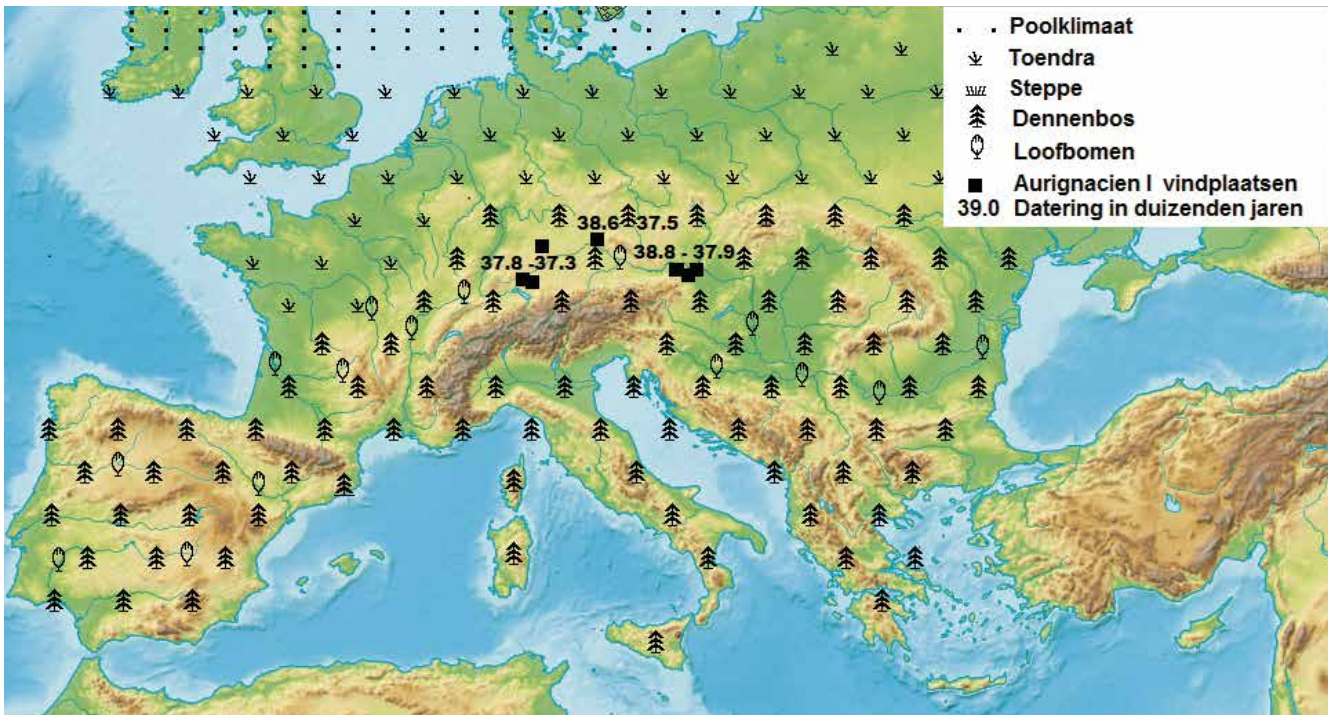 Poolklimaat
Toendra
Steppe
Dennenbos
Loofbomen
Aurignacien I vindplaatsen
39.0 Datering in duizenden jaren
38.6 - 37.5
37.8 -37.3
38.8 - 37.9